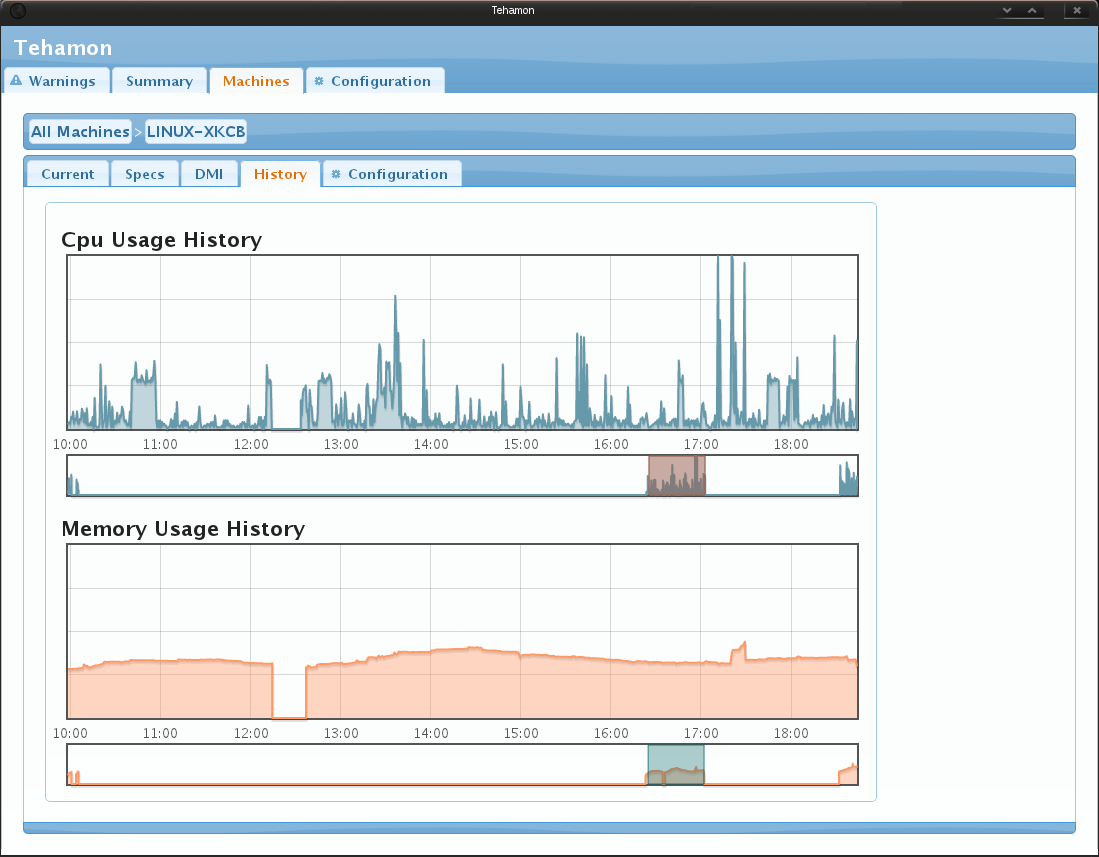 Tehamon
Tehamon
Warnings Summary Machines Configuration
All Machines > LINUX-XKCB
Current Specs DMI History Configuration
Cpu Usage History
10:00 11:00 12:00 13:00 14:00 15:00 16:00 17:00 18:00
Memory Usage History
10:00 11:00 12:00 13:00 14:00 15:00 16:00 17:00 18:00